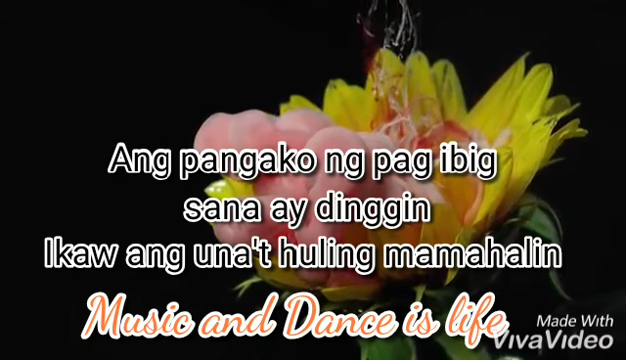 Ang pangako ng pag ibig
sana ay dinggin
Ikaw ang una't huling mamahalin
Music and Dance is life
Made With
VivaVideo